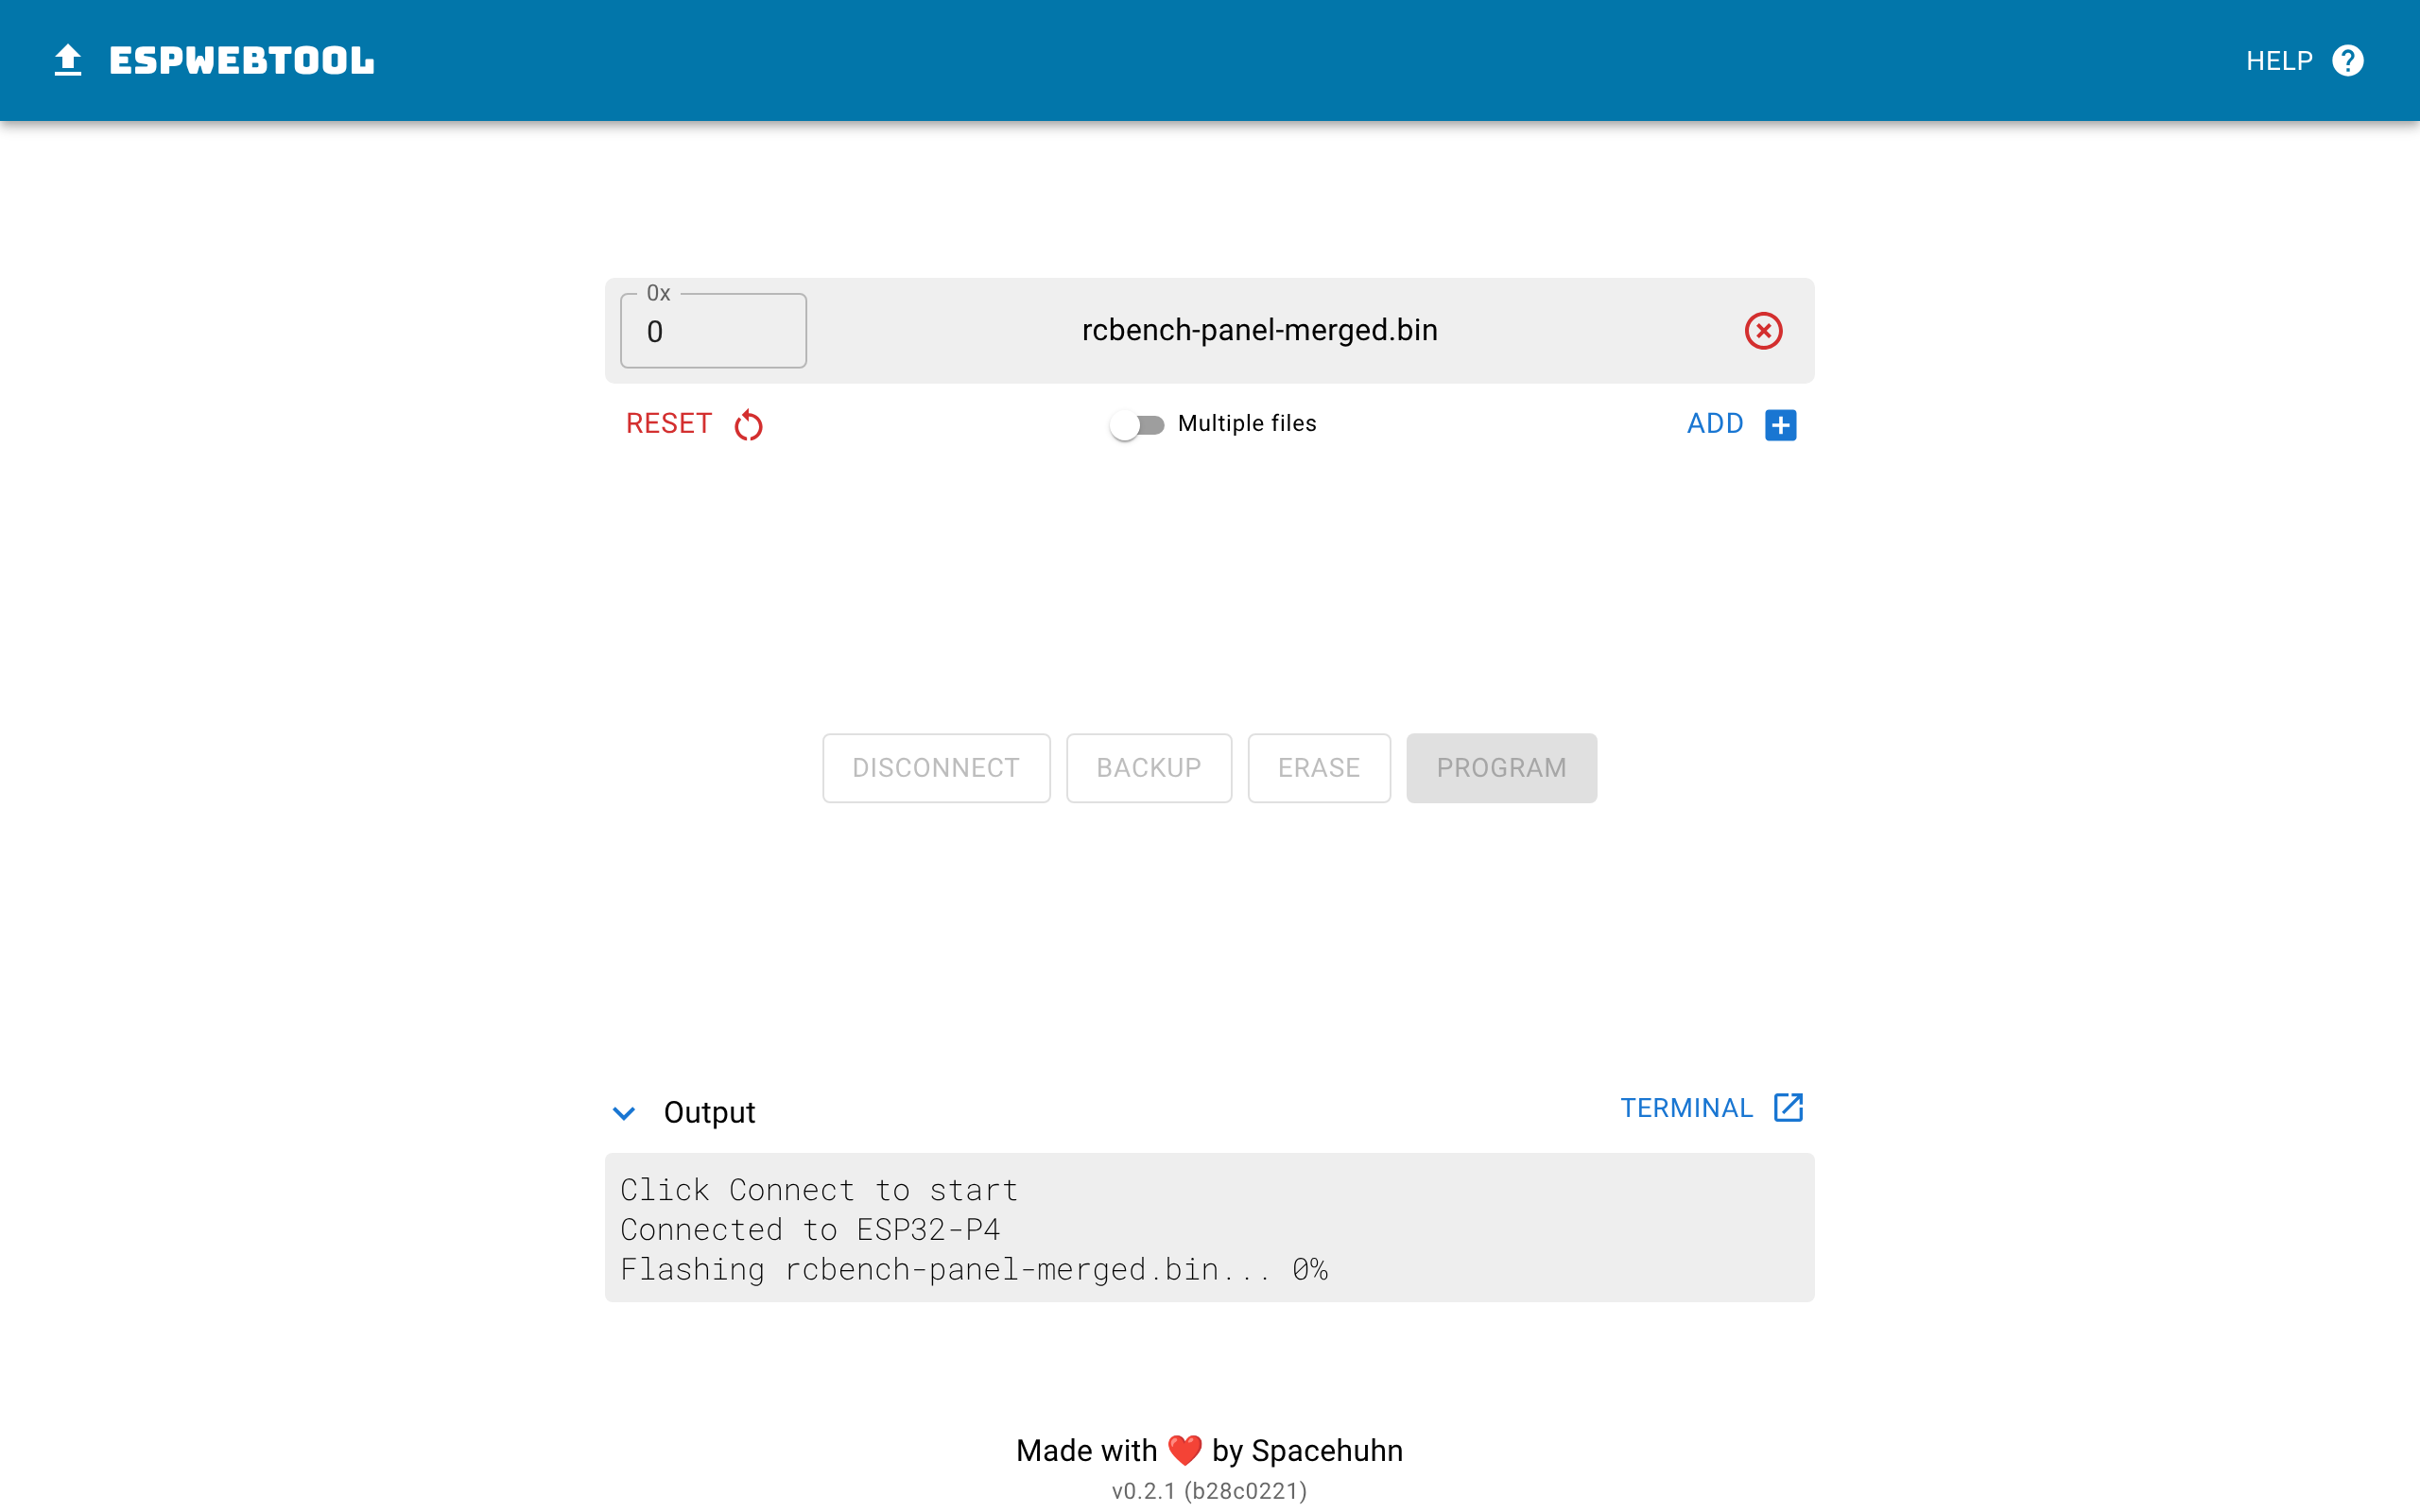 ESPWEBTOOL
HELP
0x
0
rcbench-panel-merged.bin
RESET
Multiple files
ADD
DISCONNECT
BACKUP
ERASE
PROGRAM
Output
TERMINAL
Click Connect to start
Connected to ESP32-P4
Flashing rcbench-panel-merged.bin... 0%
Made with ❤️ by Spacehuhn
v0.2.1 (b28c0221)